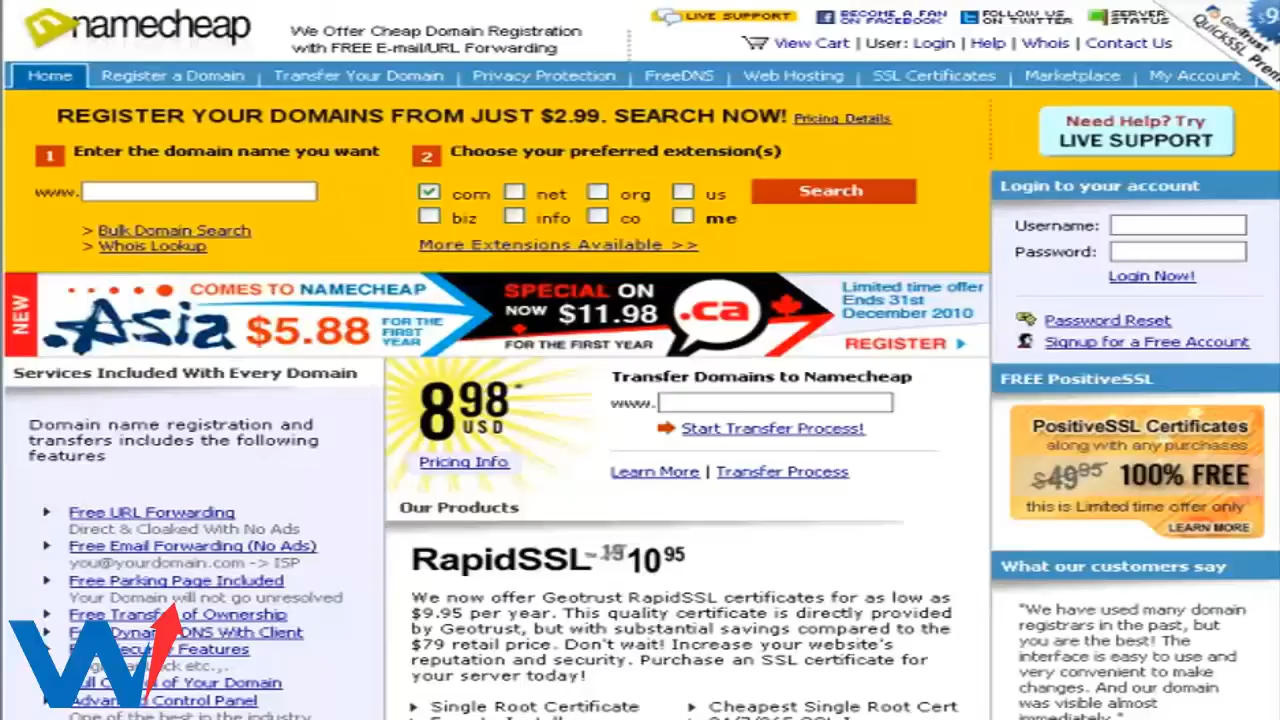 namecheap
We Offer Cheap Domain Registration
with FREE E-mail/URL Forwarding
LIVE SUPPORT
BECOME A FAN
ON FACEBOOK
FOLLOW US
ON TWITTER
SERVER
STATUS
View Cart | User: Login | Help | Whois | Contact Us
$9
Geotrust
QuickSSL Premi
Home
Register a Domain | Transfer Your Domain | Privacy Protection | FreeDNS | Web Hosting | SSL Certificates | Marketplace | My Account
REGISTER YOUR DOMAINS FROM JUST $2.99. SEARCH NOW! Pricing Details
1 Enter the domain name you want
www.
> Bulk Domain Search
> Whois Lookup
2 Choose your preferred extension(s)
com net org us
biz info co me
More Extensions Available >>
Search
Need Help? Try
LIVE SUPPORT
Login to your account
Username:
Password:
Login Now!
Password Reset
Signup for a Free Account
NEW
.Asia
COMES TO NAMECHEAP
$5.88
FOR THE
FIRST
YEAR
SPECIAL ON
NOW $11.98
FOR THE FIRST YEAR
.ca
Limited time offer
Ends 31st
December 2010
REGISTER
Services Included With Every Domain
Domain name registration and
transfers includes the following
features
Free URL Forwarding
Direct & Cloaked With No Ads
Free Email Forwarding (No Ads)
you@yourdomain.com -> ISP
Free Parking Page Included
Your Domain will not go unresolved
Free Transfer of Ownership
DNS With Client
Features
etc.,.
of Your Domain
Advanced Control Panel
One of the best in the industry
W
8.98*
USD
Pricing Info
Transfer Domains to Namecheap
www.
Start Transfer Process!
Learn More | Transfer Process
Our Products
RapidSSL - 19 10 95
We now offer Geotrust RapidSSL certificates for as low as
$9.95 per year. This quality certificate is directly provided
by Geotrust, but with substantial savings compared to the
$79 retail price. Don't wait! Increase your website's
reputation and security. Purchase an SSL certificate for
your server today!
Single Root Certificate
Cheapest Single Root Cert
FREE PositiveSSL
PositiveSSL Certificates
along with any purchases
$49.95 100% FREE
this is Limited time offer only
LEARN MORE
What our customers say
"We have used many domain
registrars in the past, but
you are the best! The
interface is easy to use and
very convenient to make
changes. And our domain
was visible almost
immediately."